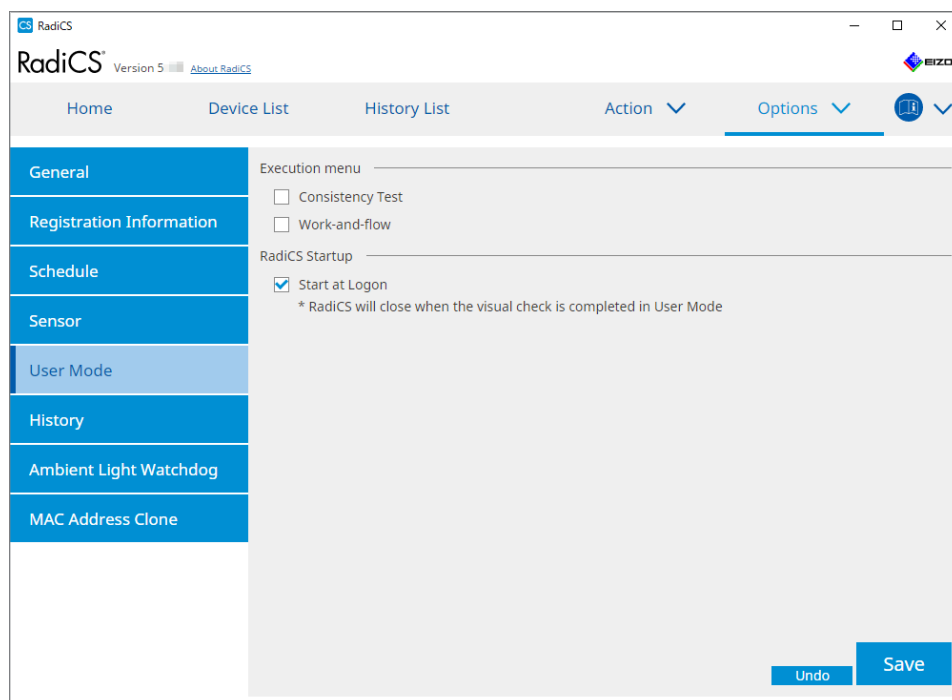 CS RadiCS
RadiCS Version 5 About RadiCS
EIZO
Home Device List History List Action Options
General
Registration Information
Schedule
Sensor
User Mode
History
Ambient Light Watchdog
MAC Address Clone
Execution menu
Consistency Test
Work-and-flow
RadiCS Startup
Start at Logon
* RadiCS will close when the visual check is completed in User Mode
Undo Save